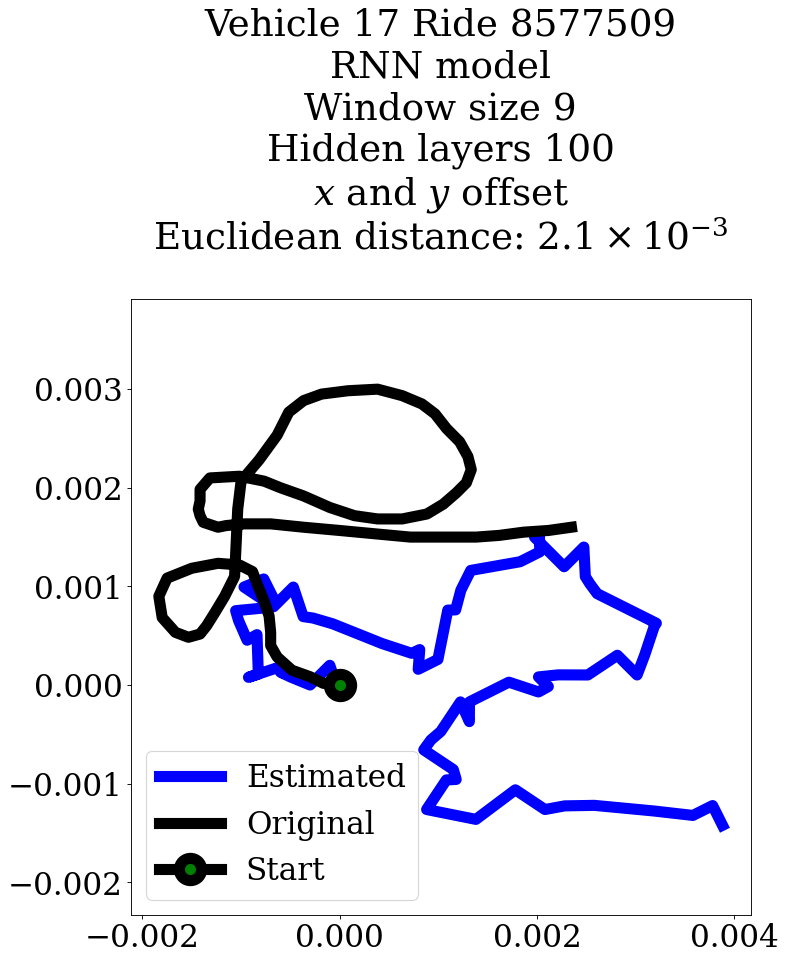 Vehicle 17 Ride 8577509
RNN model
Window size 9
Hidden layers 100
x and y offset
Euclidean distance: 2.1 × 10⁻³
0.003
0.002
0.001
0.000
−0.001
−0.002
Estimated
Original
Start
−0.002 0.000 0.002 0.004